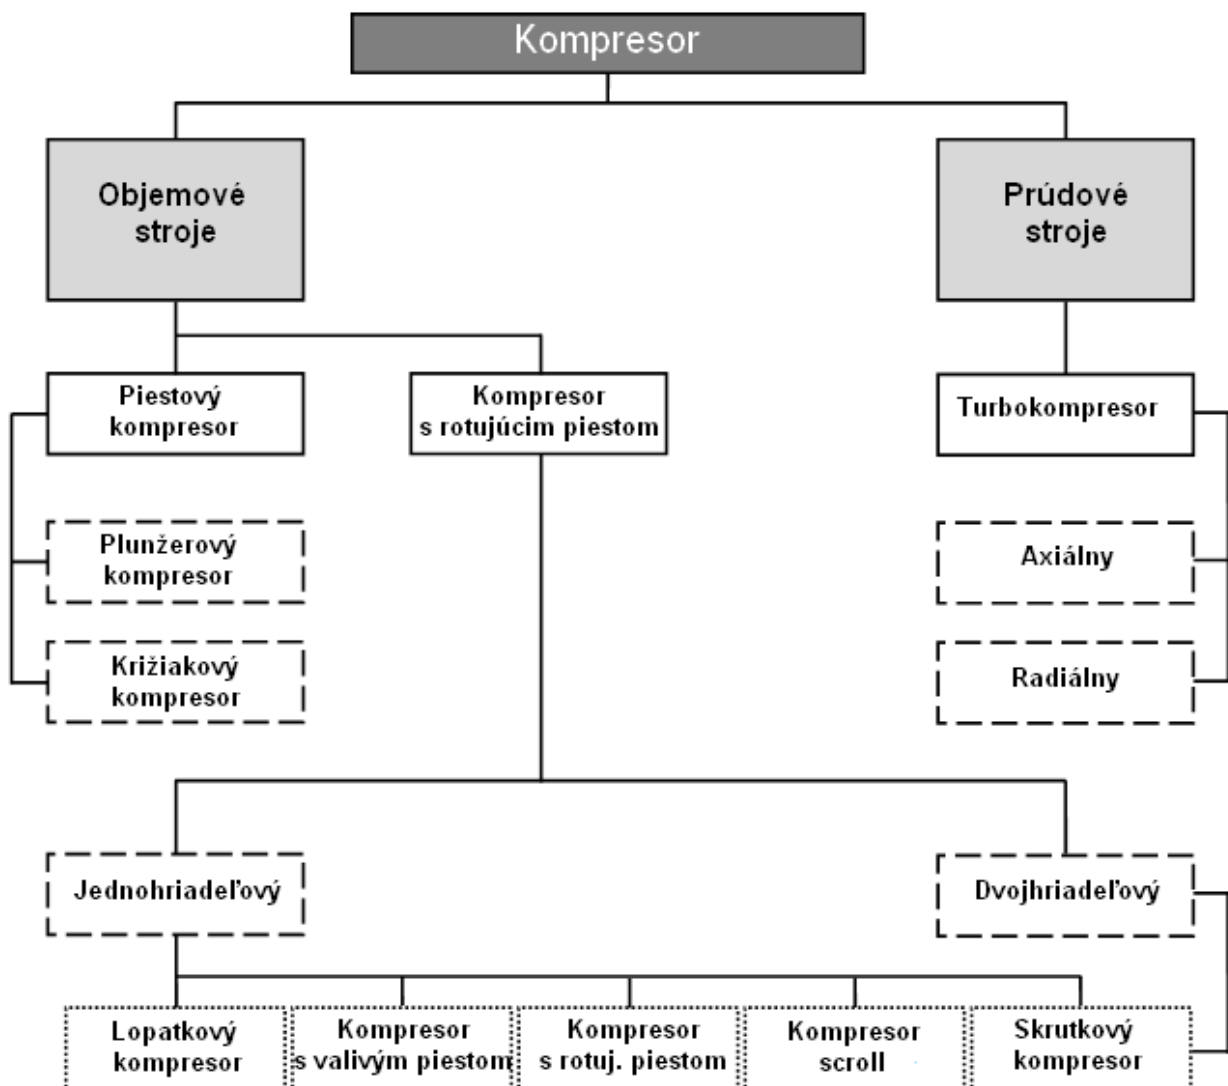 Kompresor
Objemové
stroje
Prúdové
stroje
Piestový
kompresor
Kompresor
s rotujúcim piestom
Turbokompresor
Plunžerový
kompresor
Axiálny
Križiakový
kompresor
Radiálny
Jednohriadeľový
Dvojhriadeľový
Lopatkový
kompresor
Kompresor
s valivým piestom
Kompresor
s rotuj. piestom
Kompresor
scroll
Skrutkový
kompresor